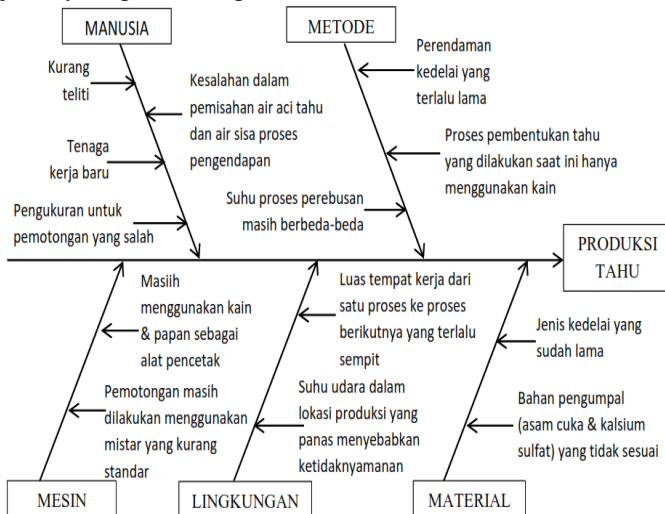 MANUSIA
METODE
Kurang
teliti
Kesalahan dalam
pemisahan air aci tahu
dan air sisa proses
pengendapan
Tenaga
kerja baru
Pengukuran untuk
pemotongan yang salah
Perendaman
kedelai yang
terlalu lama
Proses pembentukan tahu
yang dilakukan saat ini hanya
menggunakan kain
Suhu proses perebusan
masih berbeda-beda
PRODUKSI
TAHU
Masiih
menggunakan kain
& papan sebagai
alat pencetak
Pemotongan masih
dilakukan menggunakan
mistar yang kurang
standar
Luas tempat kerja dari
satu proses ke proses
berikutnya yang terlalu
sempit
Suhu udara dalam
lokasi produksi yang
panas menyebabkan
ketidaknyamanan
Jenis kedelai yang
sudah lama
Bahan pengumpal
(asam cuka & kalsium
sulfat) yang tidak sesuai
MESIN
LINGKUNGAN
MATERIAL